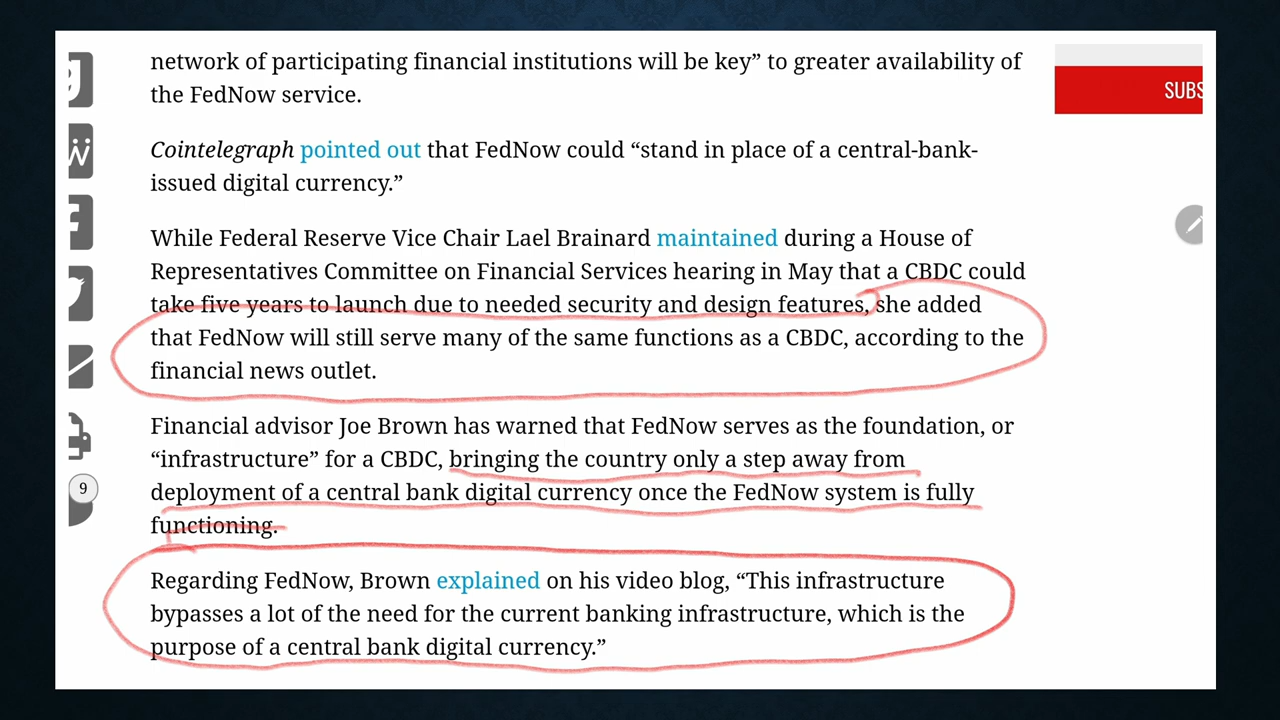 network of participating financial institutions will be key” to greater availability of
the FedNow service.
SUBS
Cointelegraph pointed out that FedNow could “stand in place of a central-bank-
issued digital currency.”
While Federal Reserve Vice Chair Lael Brainard maintained during a House of
Representatives Committee on Financial Services hearing in May that a CBDC could
take five years to launch due to needed security and design features, she added
that FedNow will still serve many of the same functions as a CBDC, according to the
financial news outlet.
Financial advisor Joe Brown has warned that FedNow serves as the foundation, or
“infrastructure” for a CBDC, bringing the country only a step away from
9
deployment of a central bank digital currency once the FedNow system is fully
functioning.
Regarding FedNow, Brown explained on his video blog, “This infrastructure
bypasses a lot of the need for the current banking infrastructure, which is the
purpose of a central bank digital currency.”